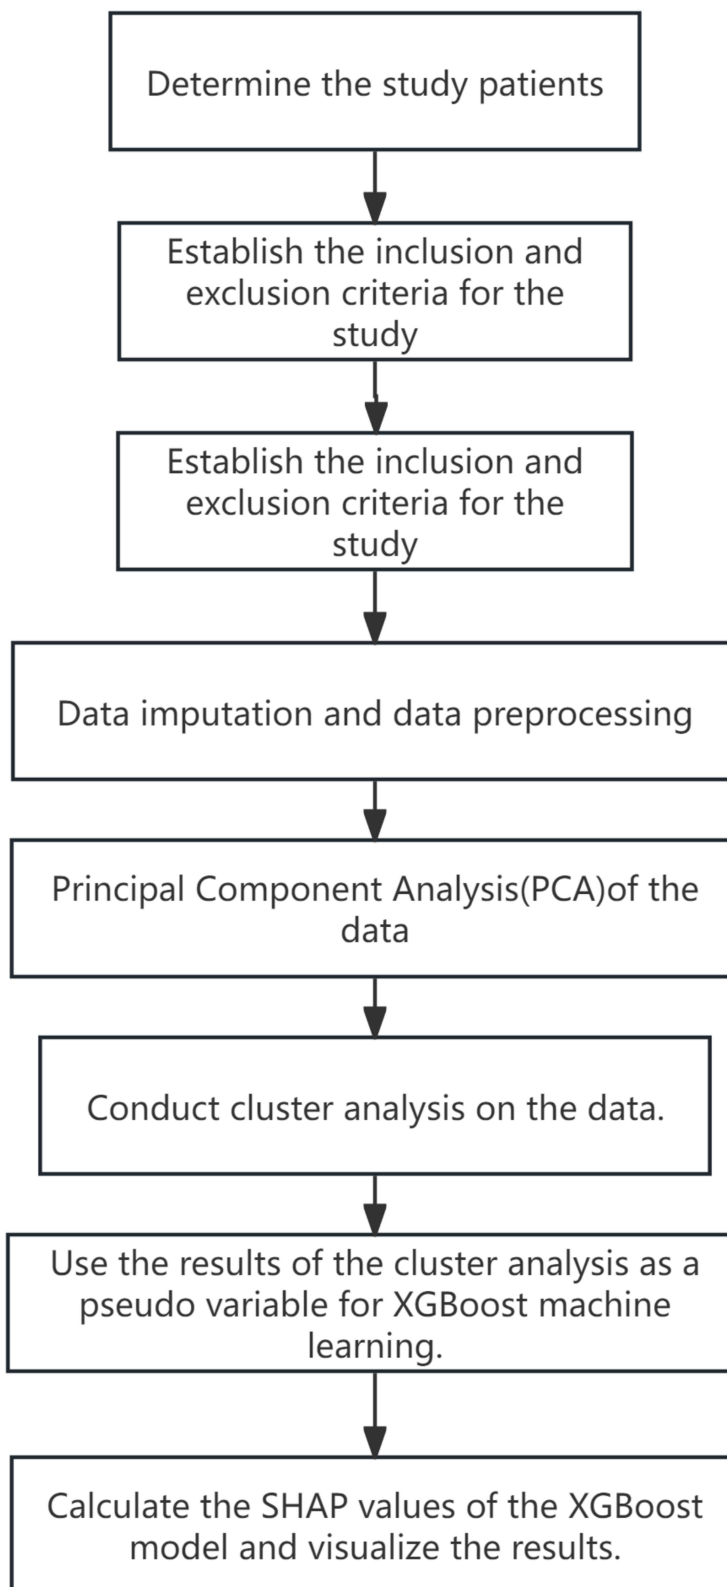 Determine the study patients
Establish the inclusion and
exclusion criteria for the
study
Establish the inclusion and
exclusion criteria for the
study
Data imputation and data preprocessing
Principal Component Analysis(PCA)of the
data
Conduct cluster analysis on the data.
Use the results of the cluster analysis as a
pseudo variable for XGBoost machine
learning.
Calculate the SHAP values of the XGBoost
model and visualize the results.